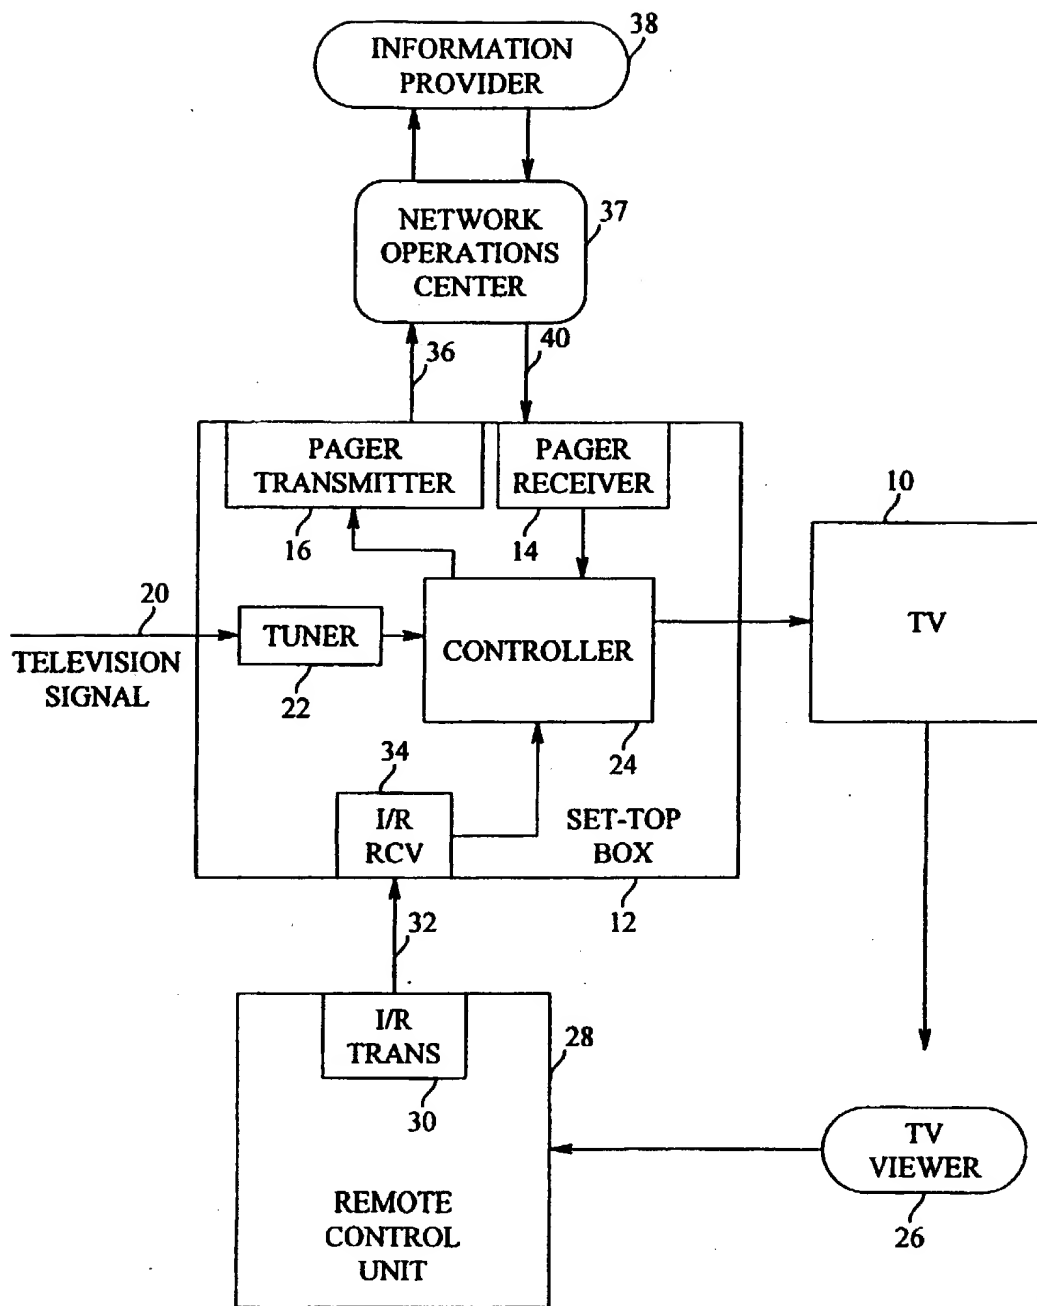 38
INFORMATION
PROVIDER
37
NETWORK
OPERATIONS
CENTER
36
40
PAGER
TRANSMITTER
PAGER
RECEIVER
16
14
10
TV
20
TELEVISION
SIGNAL
TUNER
22
CONTROLLER
24
34
I/R
RCV
SET-TOP
BOX
12
32
I/R
TRANS
30
28
REMOTE
CONTROL
UNIT
TV
VIEWER
26